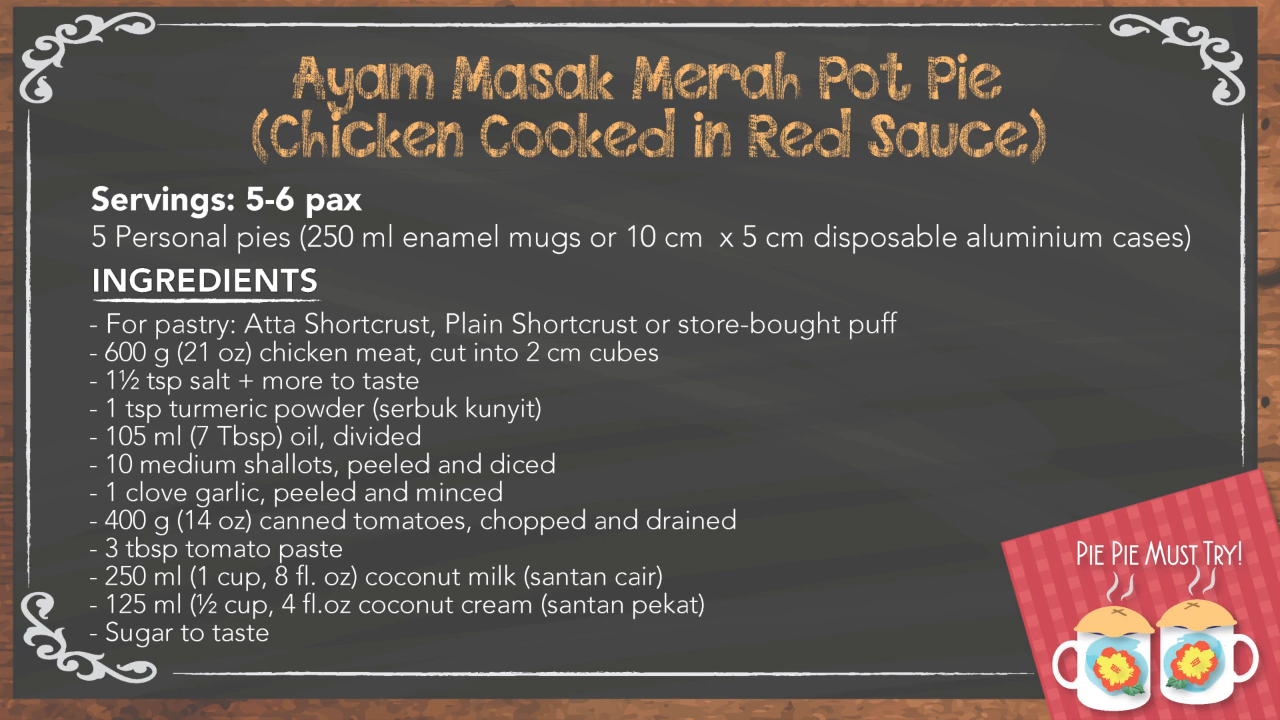 Ayam Masak Merah Pot Pie
(Chicken Cooked in Red Sauce)
Servings: 5-6 pax
5 Personal pies (250 ml enamel mugs or 10 cm  x 5 cm disposable aluminium cases)
INGREDIENTS
- For pastry: Atta Shortcrust, Plain Shortcrust or store-bought puff
- 600 g (21 oz) chicken meat, cut into 2 cm cubes
- 1½ tsp salt + more to taste
- 1 tsp turmeric powder (serbuk kunyit)
- 105 ml (7 Tbsp) oil, divided
- 10 medium shallots, peeled and diced
- 1 clove garlic, peeled and minced
- 400 g (14 oz) canned tomatoes, chopped and drained
- 3 tbsp tomato paste
- 250 ml (1 cup, 8 fl. oz) coconut milk (santan cair)
- 125 ml (½ cup, 4 fl.oz coconut cream (santan pekat)
- Sugar to taste
PIE PIE MUST TRY!